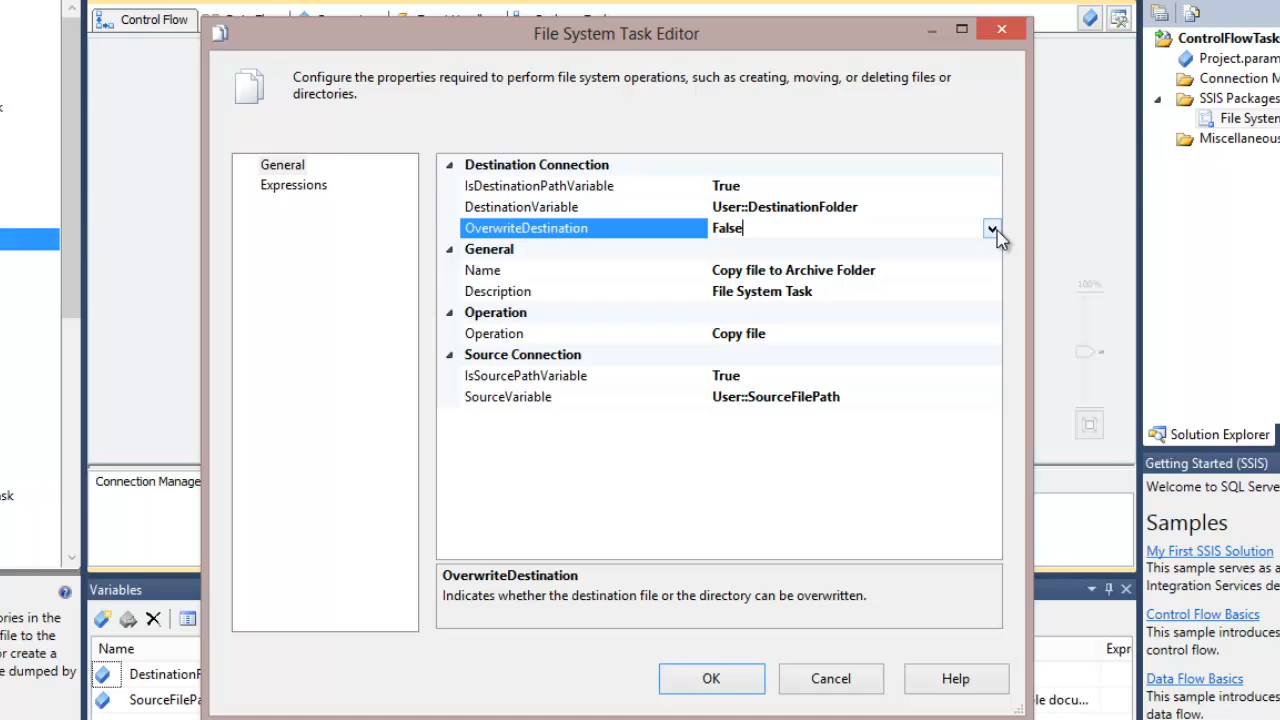 Control Flow
File System Task Editor
Configure the properties required to perform file system operations, such as creating, moving, or deleting files or
directories.
General
Expressions
Destination Connection
IsDestinationPathVariable True
DestinationVariable User::DestinationFolder
OverwriteDestination False
General
Name Copy file to Archive Folder
Description File System Task
Operation
Operation Copy file
Source Connection
IsSourcePathVariable True
SourceVariable User::SourceFilePath
OverwriteDestination
Indicates whether the destination file or the directory can be overwritten.
OK Cancel Help
100%
Connection Manage
Variables
Name
Expr
DestinationF
SourceFilePa
le docu...
ask
ories in the
file to the
or create a
e dumped by
ControlFlowTask
Project.param
Connection M
SSIS Packages
File System
Miscellaneous
Solution Explorer
Getting Started (SSIS)
Welcome to SQL Serve
Samples
My First SSIS Solution
This sample serves as a
Integration Services de
Control Flow Basics
This sample introduces
control flow.
Data Flow Basics
This sample introduces
data flow.